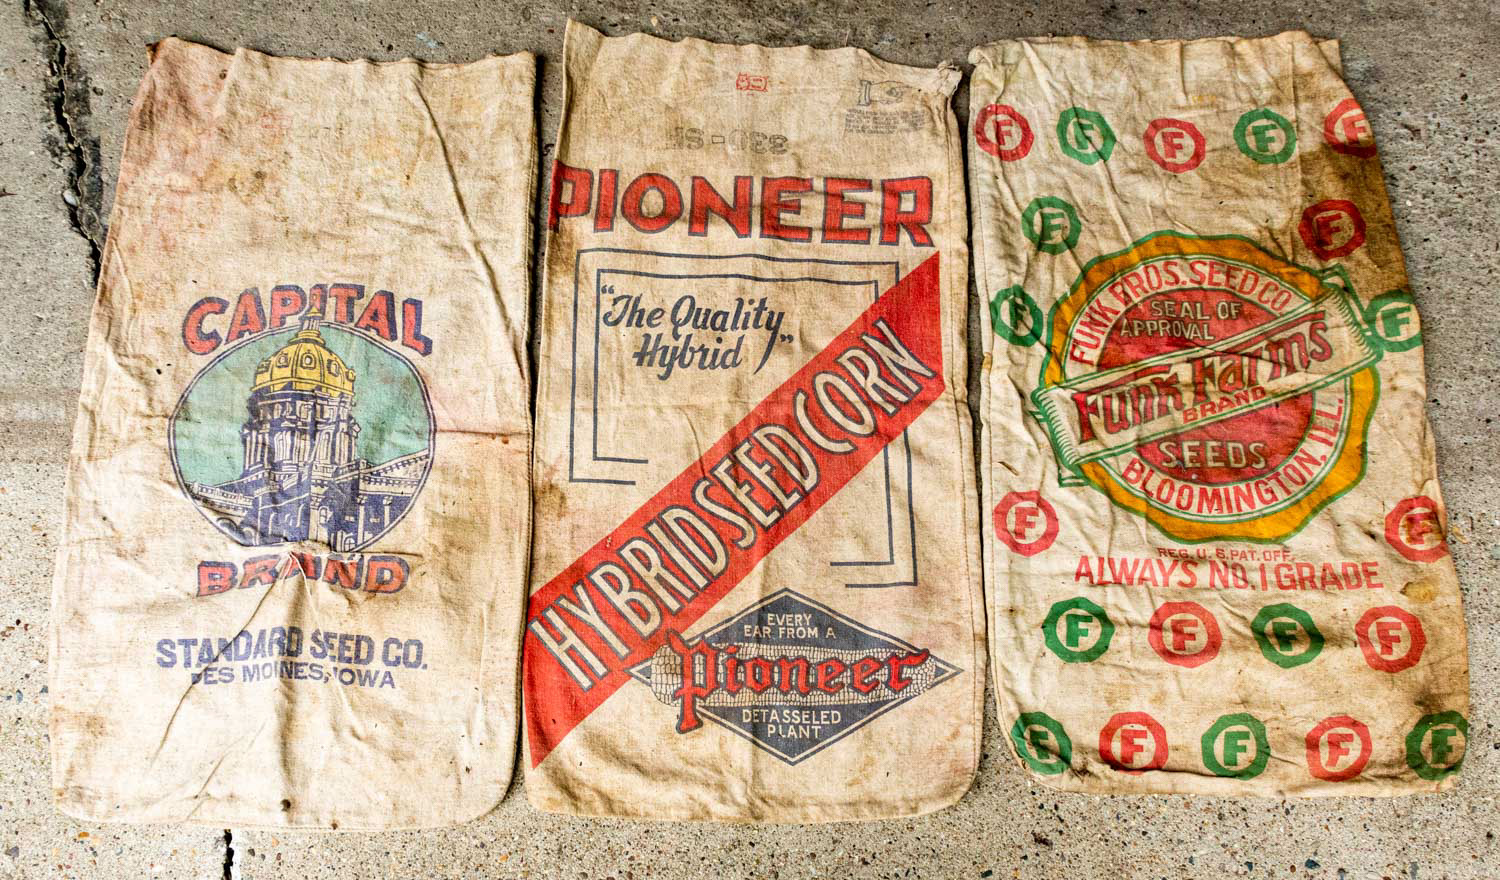 CAPITAL
BRAND
STANDARD SEED CO.
DES MOINES, IOWA
PIONEER
"The Quality
Hybrid"
HYBRID SEED CORN
EVERY
EAR FROM A
Pioneer
DETASSELED
PLANT
F F F F F
F F
F F
FUNK BROS. SEED CO.
SEAL OF
APPROVAL
Funk Farms
BRAND
SEEDS
BLOOMINGTON, ILL.
F F
REG. U. S. PAT. OFF.
ALWAYS NO. 1 GRADE
F F F F
F F F F F